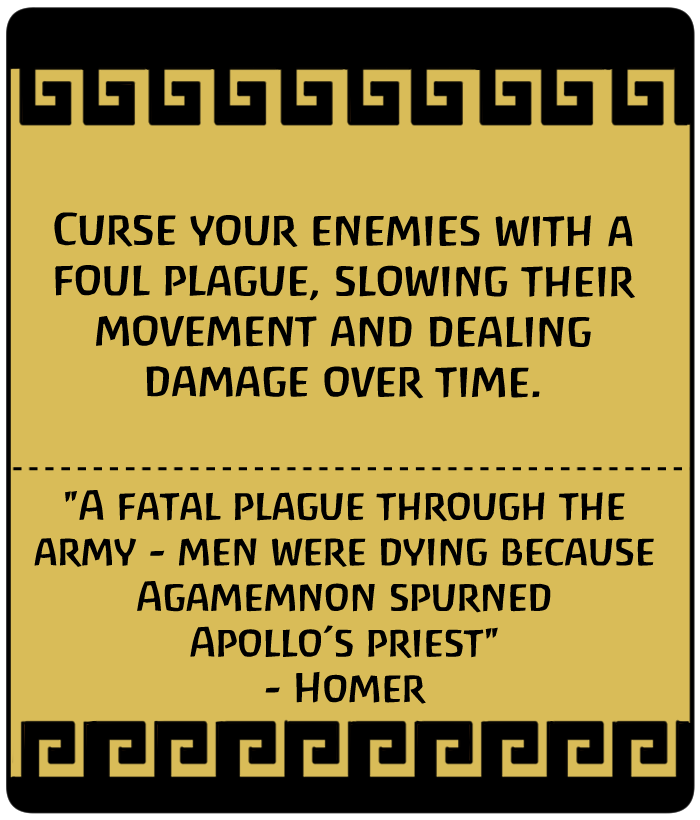 Curse your enemies with a
foul plague, slowing their
movement and dealing
damage over time.
"A fatal plague through the
army - men were dying because
Agamemnon spurned
Apollo´s priest"
- Homer